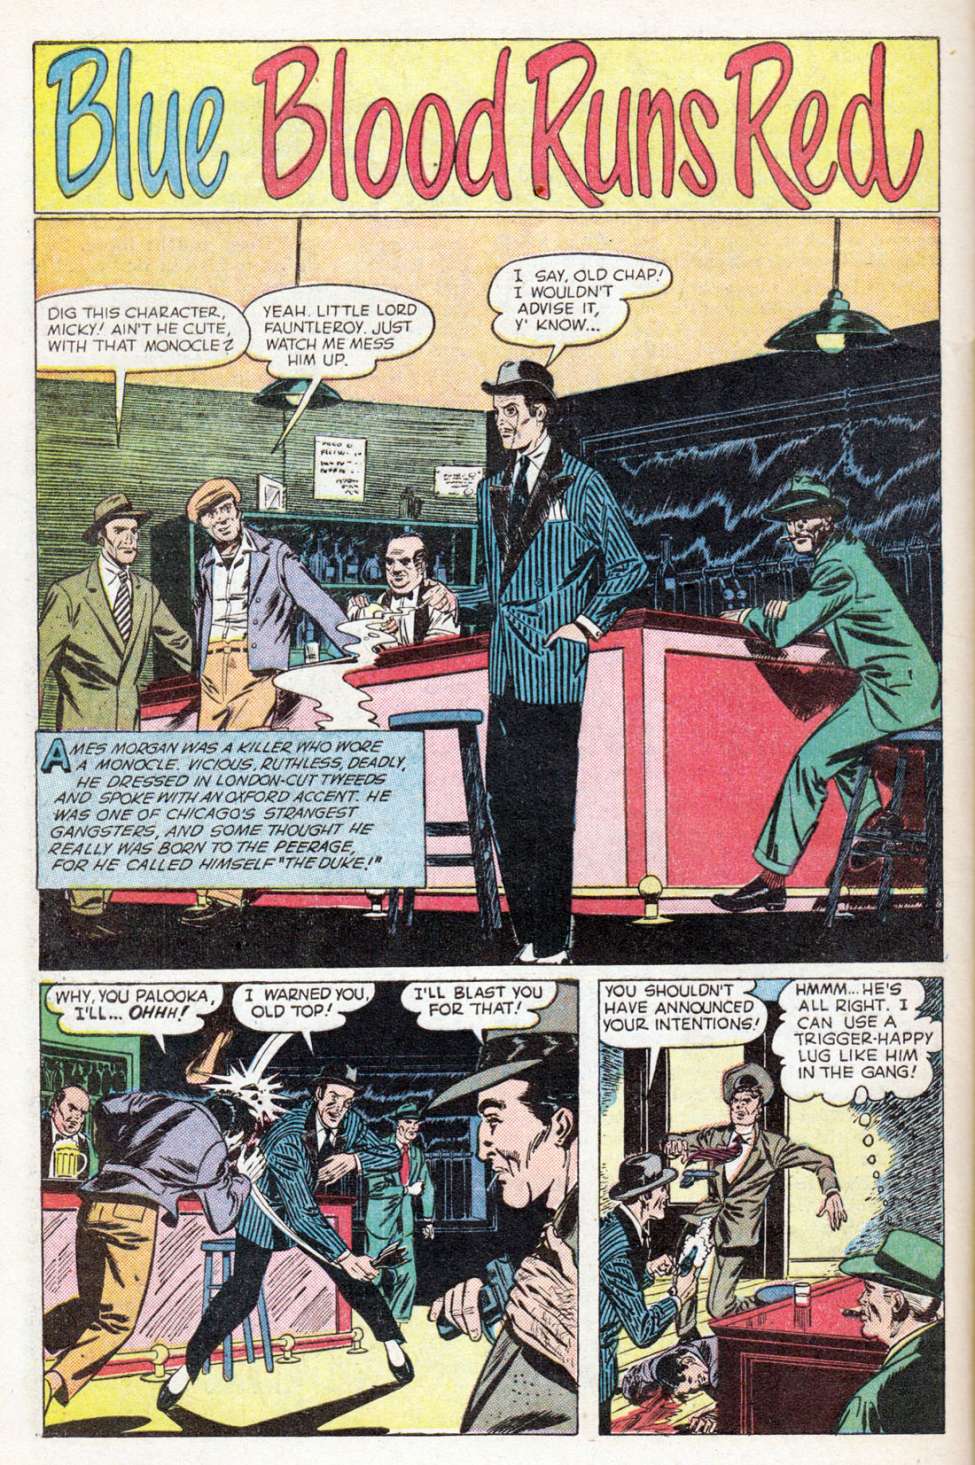 Blue Blood Runs Red
DIG THIS CHARACTER,
MICKY! AIN'T HE CUTE,
WITH THAT MONOCLE?
YEAH. LITTLE LORD
FAUNTLEROY. JUST
WATCH ME MESS
HIM UP.
I SAY, OLD CHAP!
I WOULDN'T
ADVISE IT,
Y' KNOW...
AMES MORGAN WAS A KILLER WHO WORE
A MONOCLE. VICIOUS, RUTHLESS, DEADLY,
HE DRESSED IN LONDON-CUT TWEEDS
AND SPOKE WITH AN OXFORD ACCENT. HE
WAS ONE OF CHICAGO'S STRANGEST
GANGSTERS, AND SOME THOUGHT HE
REALLY WAS BORN TO THE PEERAGE,
FOR HE CALLED HIMSELF "THE DUKE!"
WHY, YOU PALOOKA,
I'LL... OHHH!
I WARNED YOU,
OLD TOP!
I'LL BLAST YOU
FOR THAT!
YOU SHOULDN'T
HAVE ANNOUNCED
YOUR INTENTIONS!
HMMM... HE'S
ALL RIGHT. I
CAN USE A
TRIGGER-HAPPY
LUG LIKE HIM
IN THE GANG!